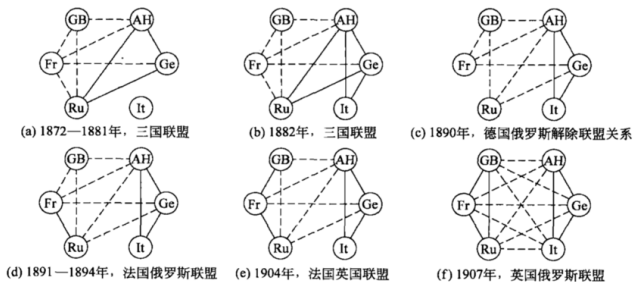 GB AH
Fr Ge
Ru It
(a) 1872—1881年，三国联盟
GB AH
Fr Ge
Ru It
(b) 1882年，三国联盟
GB AH
Fr Ge
Ru It
(c) 1890年，德国俄罗斯解除联盟关系
GB AH
Fr Ge
Ru It
(d) 1891—1894年，法国俄罗斯联盟
GB AH
Fr Ge
Ru It
(e) 1904年，法国英国联盟
GB AH
Fr Ge
Ru It
(f) 1907年，英国俄罗斯联盟